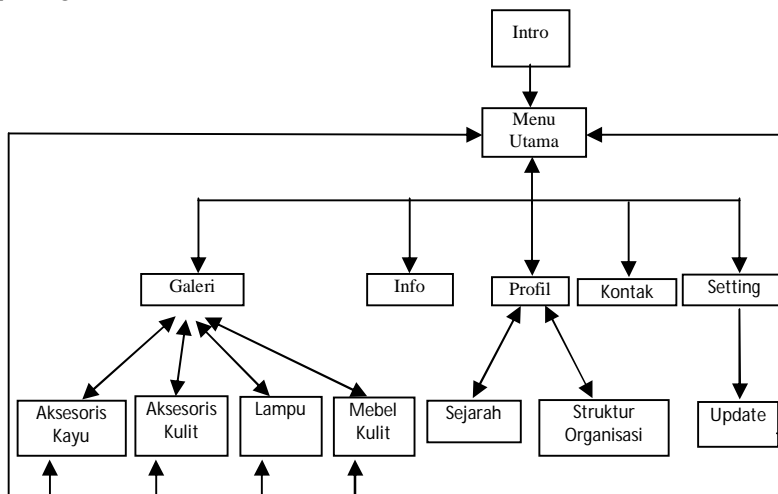 Intro
Menu
Utama
Galeri
Info
Profil
Kontak
Setting
Aksesoris
Kayu
Aksesoris
Kulit
Lampu
Mebel
Kulit
Sejarah
Struktur
Organisasi
Update